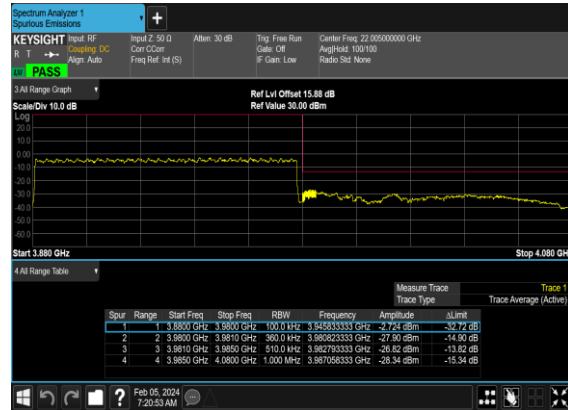 Spectrum Analyzer 1
Spurious Emissions
+
KEYSIGHT Input: RF Input Z: 50 Ω Atten: 30 dB Trig: Free Run Center Freq: 22.005000000 GHz
R T Coupling: DC Corr CCorr Gate: Off Avg|Hold: 100/100
Align: Auto Freq Ref: Int (S) IF Gain: Low Radio Std: None
LW PASS
3 All Range Graph
Ref Lvl Offset 15.88 dB
Scale/Div 10.0 dB Ref Value 30.00 dBm
Log
20.0
10.0
0.00
-10.0
-20.0
-30.0
-40.0
-50.0
-60.0
Start 3.880 GHz Stop 4.080 GH
4 All Range Table
Measure Trace Trace 1
Trace Type Trace Average (Active)
Spur Range Start Freq Stop Freq RBW Frequency Amplitude ΔLimit
1 1 3.8800 GHz 3.9800 GHz 100.0 kHz 3.945833333 GHz -2.724 dBm -32.72 dB
2 2 3.9800 GHz 3.9810 GHz 360.0 kHz 3.980823333 GHz -27.90 dBm -14.90 dB
3 3 3.9810 GHz 3.9850 GHz 510.0 kHz 3.982793333 GHz -26.82 dBm -13.82 dB
4 4 3.9850 GHz 4.0800 GHz 1.000 MHz 3.987058333 GHz -28.34 dBm -15.34 dB
? Feb 05, 2024
7:20:53 AM